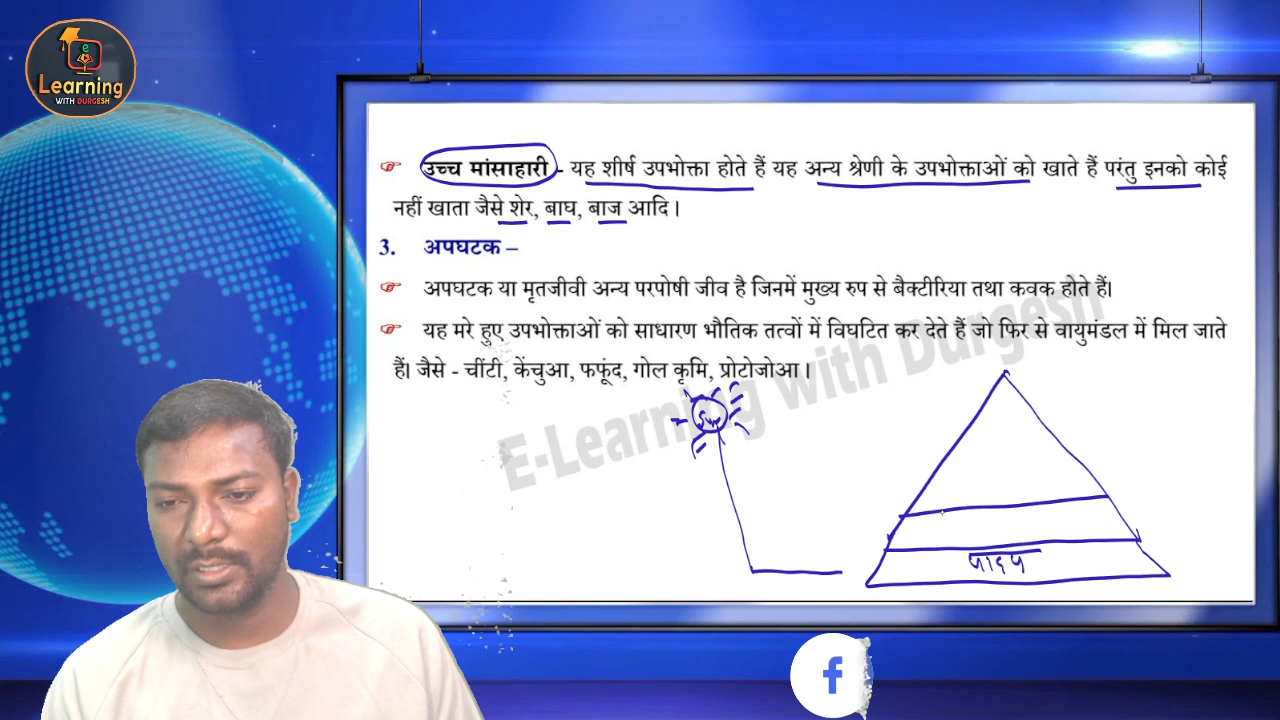 e
Learning
WITH DURGESH
☞ उच्च मांसाहारी - यह शीर्ष उपभोक्ता होते हैं यह अन्य श्रेणी के उपभोक्ताओं को खाते हैं परंतु इनको कोई
नहीं खाता जैसे शेर, बाघ, बाज आदि।
3. अपघटक –
☞ अपघटक या मृतजीवी अन्य परपोषी जीव है जिनमें मुख्य रुप से बैक्टीरिया तथा कवक होते हैं।
☞ यह मरे हुए उपभोक्ताओं को साधारण भौतिक तत्वों में विघटित कर देते हैं जो फिर से वायुमंडल में मिल जाते
हैं। जैसे - चींटी, केंचुआ, फफूंद, गोल कृमि, प्रोटोजोआ।
E-Learning with Durgesh
पादप
f